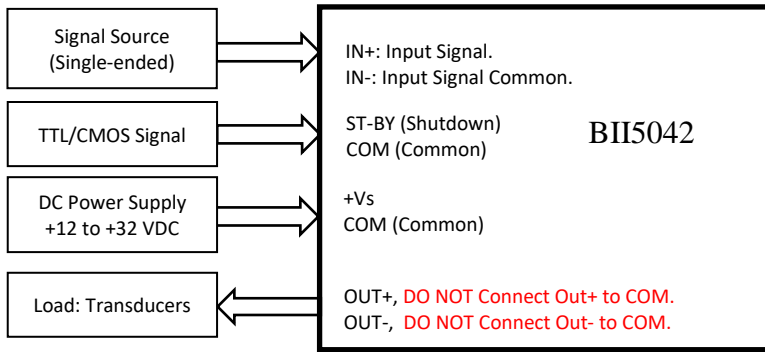 Signal Source
(Single-ended)
IN+: Input Signal.
IN-: Input Signal Common.
TTL/CMOS Signal
ST-BY (Shutdown)
COM (Common)
BII5042
DC Power Supply
+12 to +32 VDC
+Vs
COM (Common)
Load: Transducers
OUT+, DO NOT Connect Out+ to COM.
OUT-, DO NOT Connect Out- to COM.